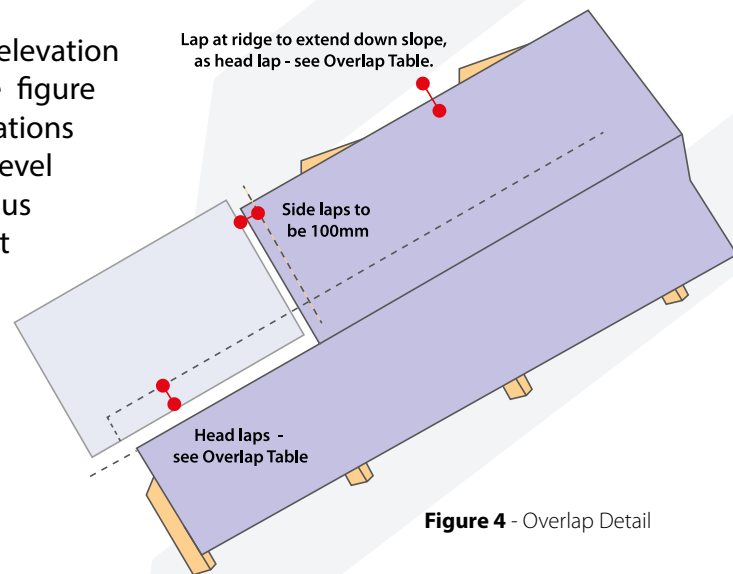 elevation
figure
ations
evel
us
t
Lap at ridge to extend down slope,
as head lap - see Overlap Table.
Side laps to
be 100mm
Head laps -
see Overlap Table
Figure 4 - Overlap Detail